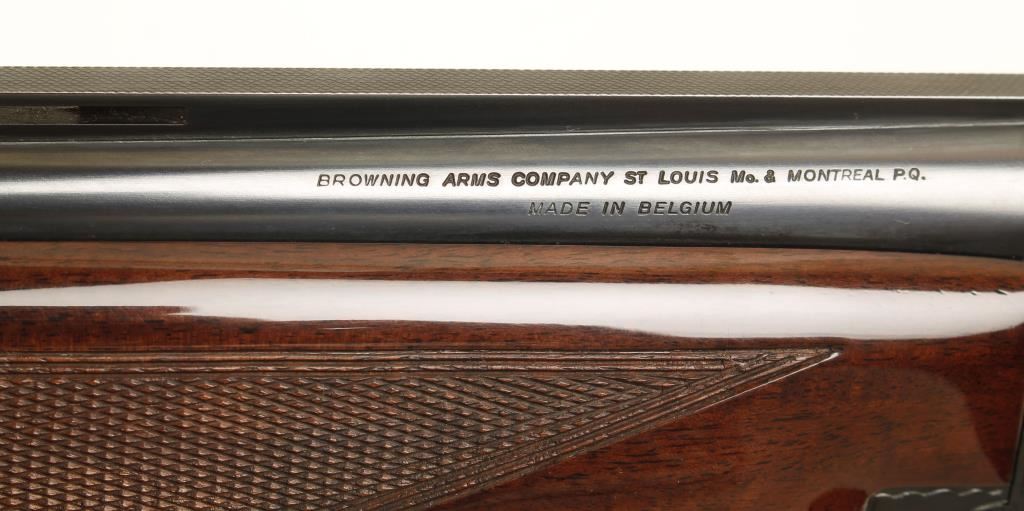 BROWNING ARMS COMPANY ST LOUIS Mo. & MONTREAL P.Q.
MADE IN BELGIUM